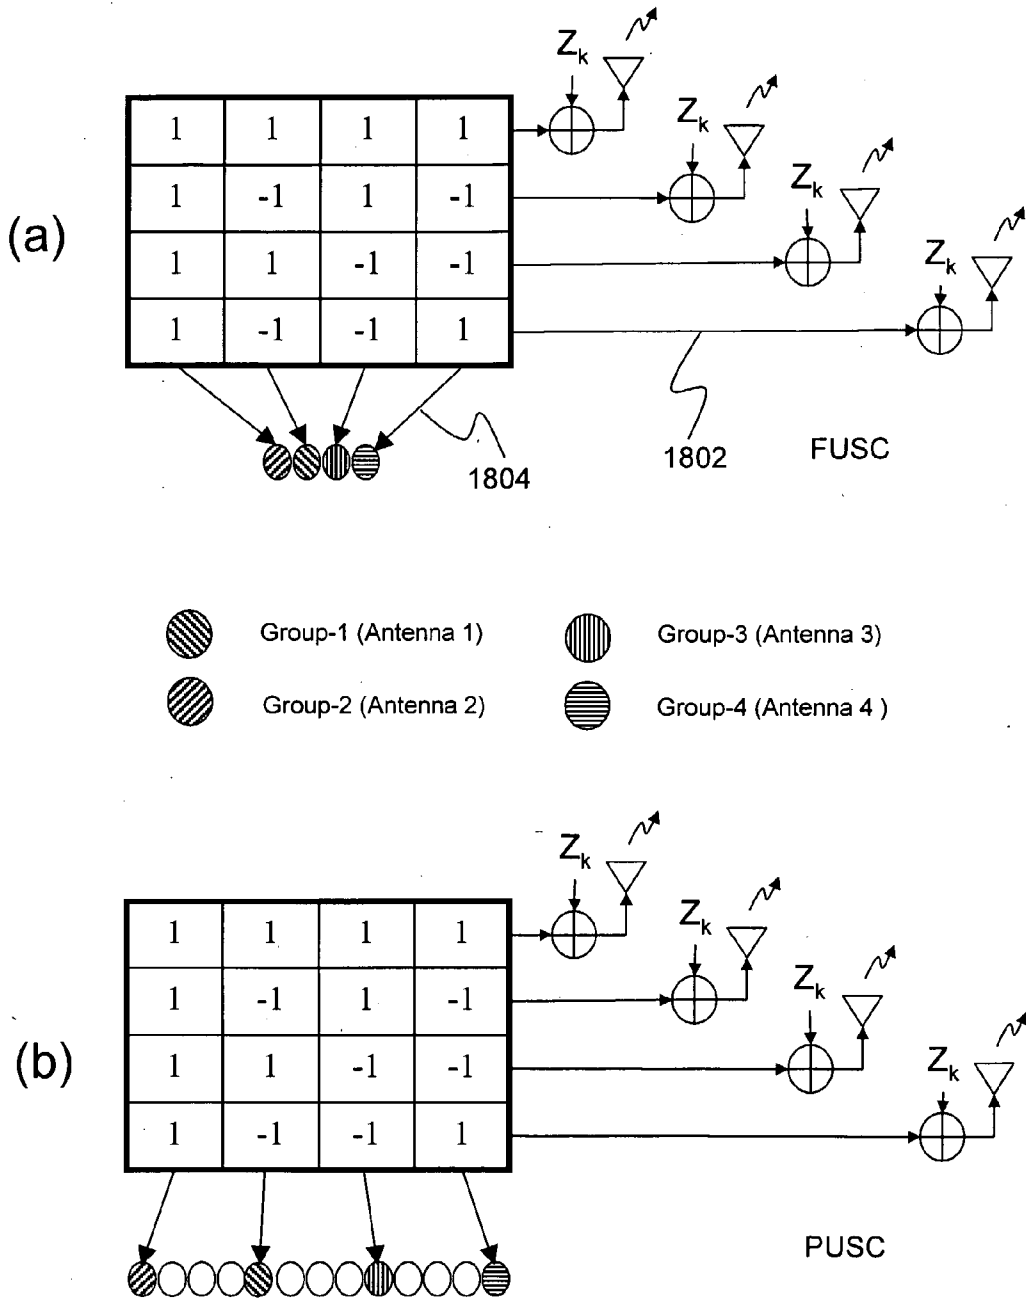 Z_k
Z_k
Z_k
Z_k
(a)
1 1 1 1
1 -1 1 -1
1 1 -1 -1
1 -1 -1 1
1804
1802
FUSC
Group-1 (Antenna 1)
Group-3 (Antenna 3)
Group-2 (Antenna 2)
Group-4 (Antenna 4 )
Z_k
Z_k
Z_k
Z_k
(b)
1 1 1 1
1 -1 1 -1
1 1 -1 -1
1 -1 -1 1
PUSC